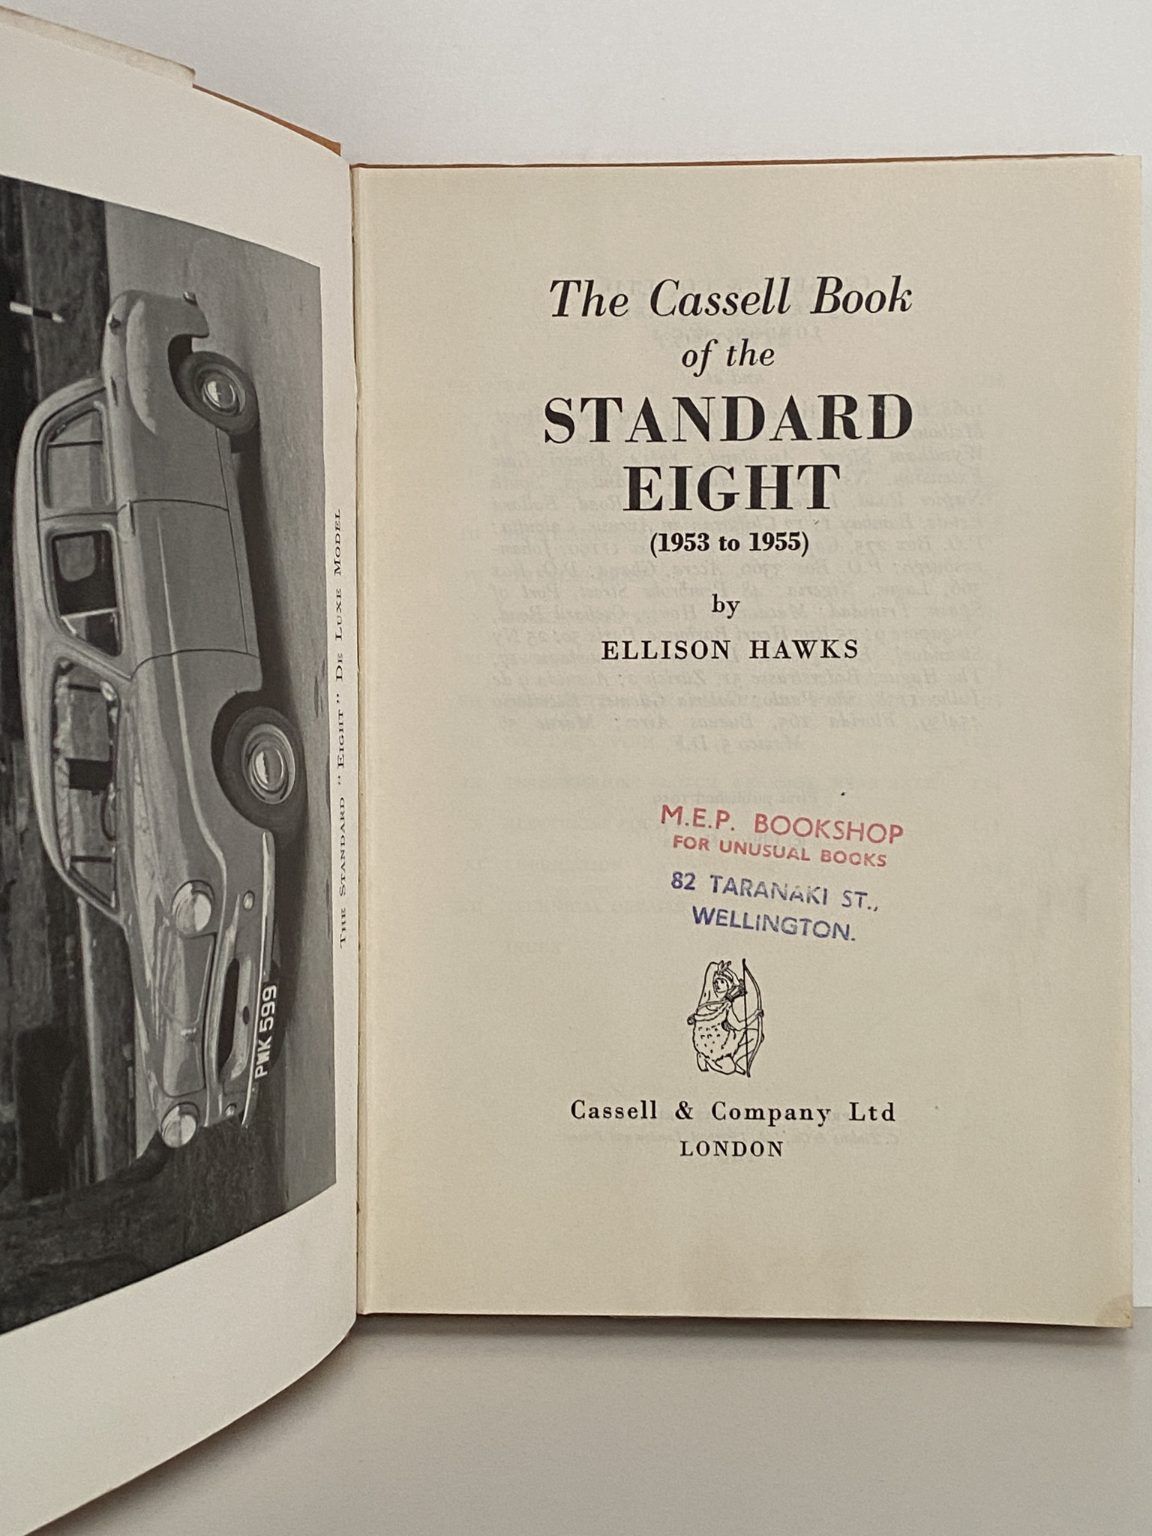 PWK 599
THE STANDARD "EIGHT" DE LUXE MODEL
The Cassell Book
of the
STANDARD
EIGHT
(1953 to 1955)
by
ELLISON HAWKS
M.E.P. BOOKSHOP
FOR UNUSUAL BOOKS
82 TARANAKI ST.,
WELLINGTON.
Cassell & Company Ltd
LONDON